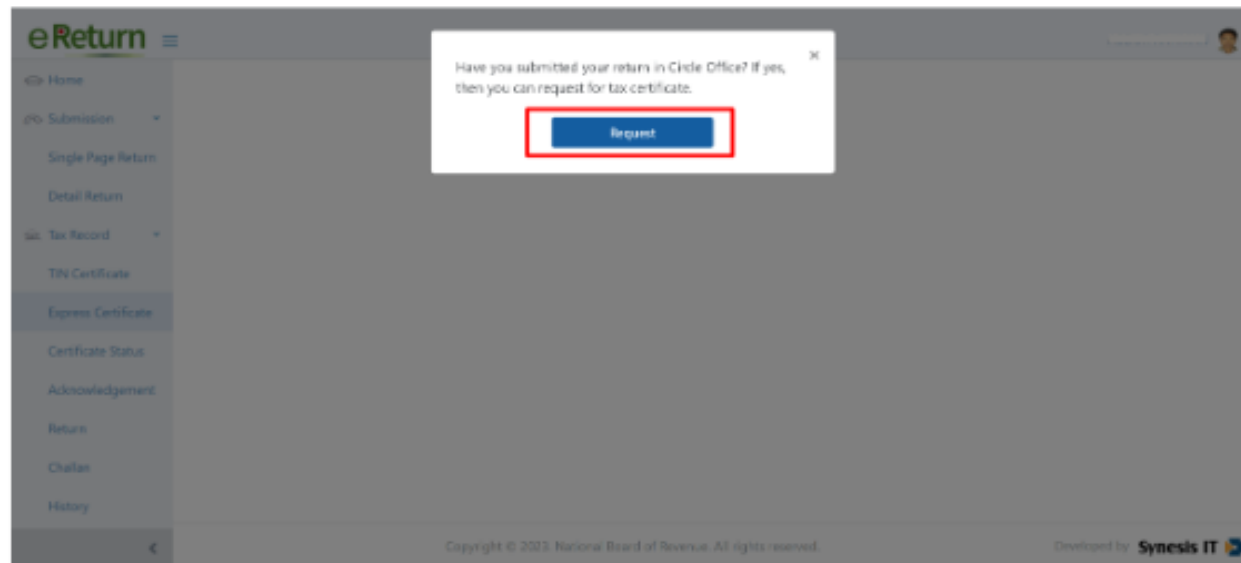 eReturn
Have you submitted your return in Circle Office? If yes,
then you can request for tax certificate.
Request
Home
Submission
Single Page Return
Detail Return
Tax Record
TIN Certificate
Express Certificate
Certificate Status
Acknowledgement
Return
Challan
History
Copyright © 2023 National Board of Revenue. All rights reserved.
Developed by Synesis IT